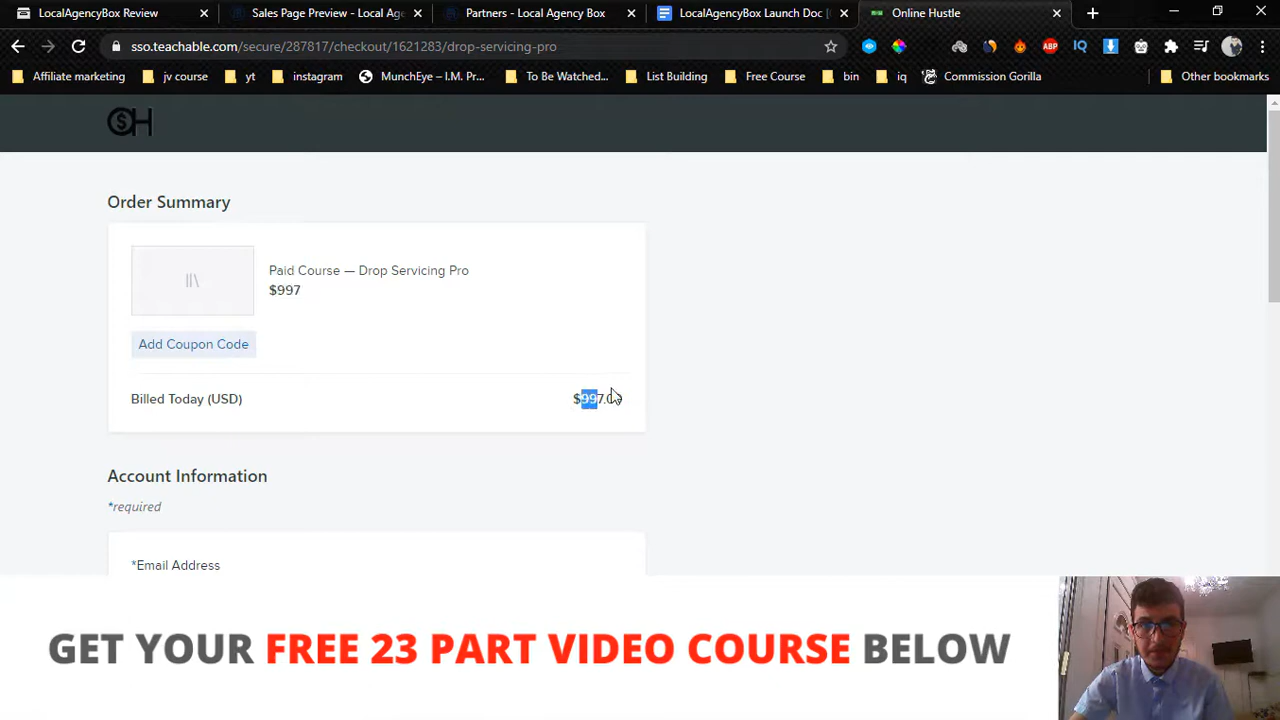 LocalAgencyBox Review
Sales Page Preview - Local Age
Partners - Local Agency Box
LocalAgencyBox Launch Doc [
Online Hustle
sso.teachable.com/secure/287817/checkout/1621283/drop-servicing-pro
ABP
IQ
Affiliate marketing
jv course
yt
instagram
MunchEye – I.M. Pr...
To Be Watched...
List Building
Free Course
bin
iq
Commission Gorilla
Other bookmarks
Order Summary
Paid Course — Drop Servicing Pro
$997
Add Coupon Code
Billed Today (USD)
Account Information
*required
*Email Address
GET YOUR FREE 23 PART VIDEO COURSE BELOW